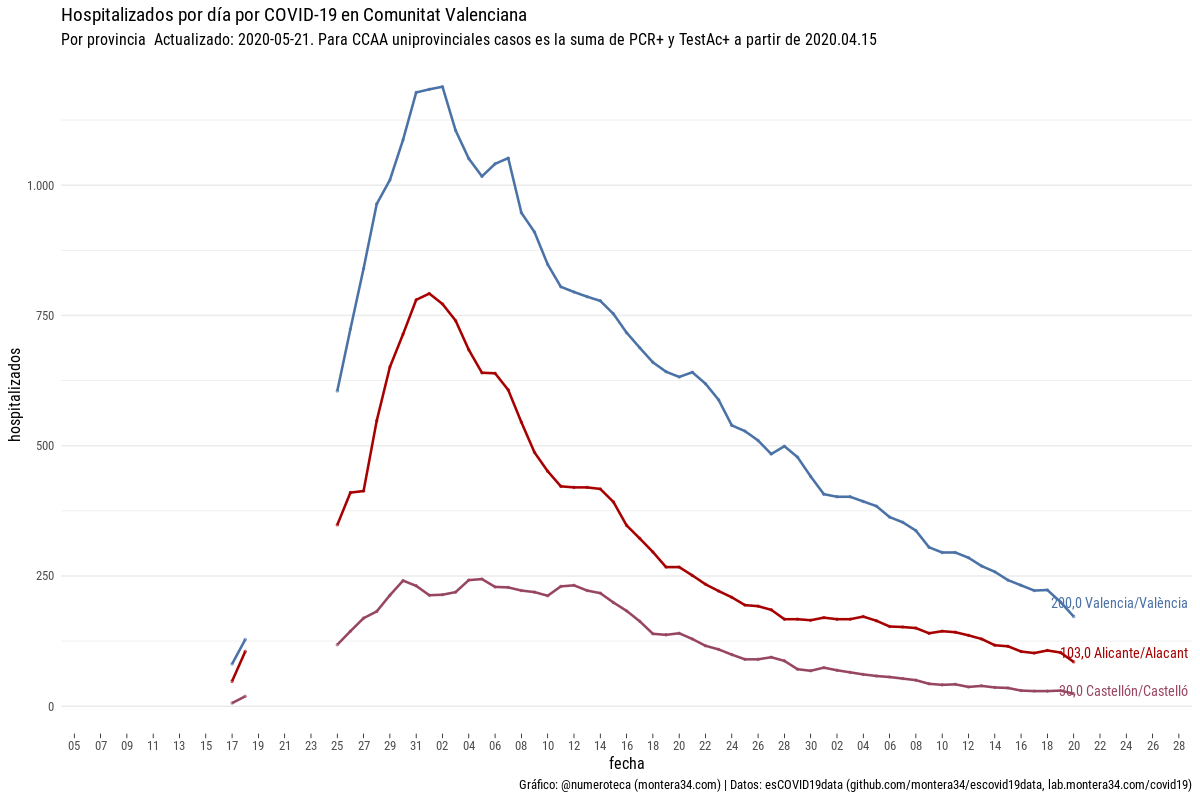 Hospitalizados por día por COVID-19 en Comunitat Valenciana
Por provincia  Actualizado: 2020-05-21. Para CCAA uniprovinciales casos es la suma de PCR+ y TestAc+ a partir de 2020.04.15
1.000
750
500
250
0
hospitalizados
200,0 Valencia/València
103,0 Alicante/Alacant
30,0 Castellón/Castelló
05 07 09 11 13 15 17 19 21 23 25 27 29 31 02 04 06 08 10 12 14 16 18 20 22 24 26 28 30 02 04 06 08 10 12 14 16 18 20 22 24 26 28
fecha
Gráfico: @numeroteca (montera34.com) | Datos: esCOVID19data (github.com/montera34/escovid19data, lab.montera34.com/covid19)